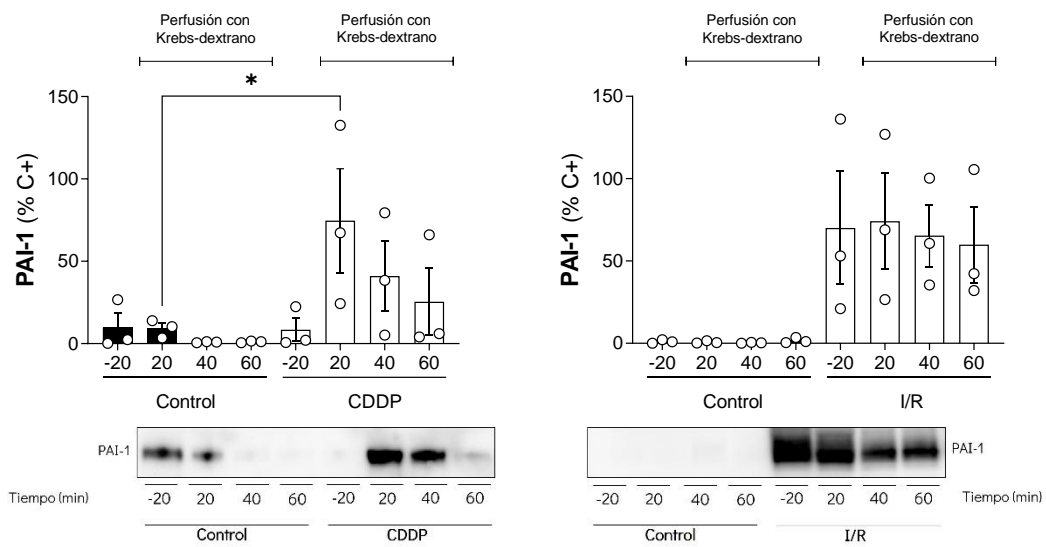 Perfusión con
Krebs-dextrano
Perfusión con
Krebs-dextrano
*
150
100
50
0
PAI-1 (% C+)
-20 20 40 60 -20 20 40 60
Control CDDP
PAI-1
Tiempo (min) -20 20 40 60 -20 20 40 60
Control CDDP
Perfusión con
Krebs-dextrano
Perfusión con
Krebs-dextrano
150
100
50
0
PAI-1 (% C+)
-20 20 40 60 -20 20 40 60
Control I/R
PAI-1
-20 20 40 60 -20 20 40 60 Tiempo (min)
Control I/R